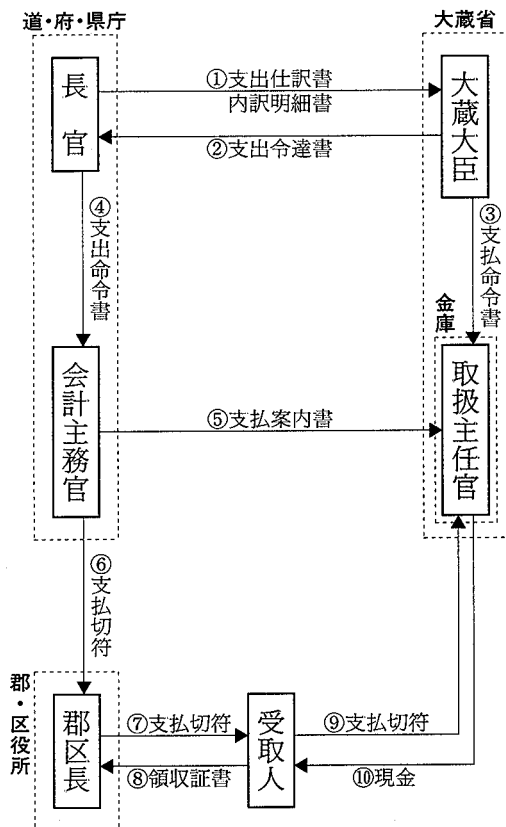 道・府・県庁
大蔵省
長官
①支出仕訳書
内訳明細書
②支出令達書
大蔵大臣
④支出命令書
③支払命令書
金庫
会計主務官
⑤支払案内書
取扱主任官
⑥支払切符
郡・区役所
郡区長
⑦支払切符
⑧領収証書
受取人
⑨支払切符
⑩現金